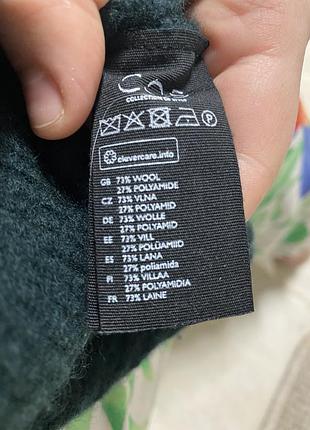 COLLECTION OF STYLE
P
clevercare.info
GB 73% WOOL
27% POLYAMIDE
CZ 73% VLNA
27% POLYAMID
DE 73% WOLLE
27% POLYAMID
EE 73% VILL
27% POLÜAMIID
ES 73% LANA
27% poliamida
FI 73% VILLAA
27% POLYAMIDIA
FR 73% LAINE